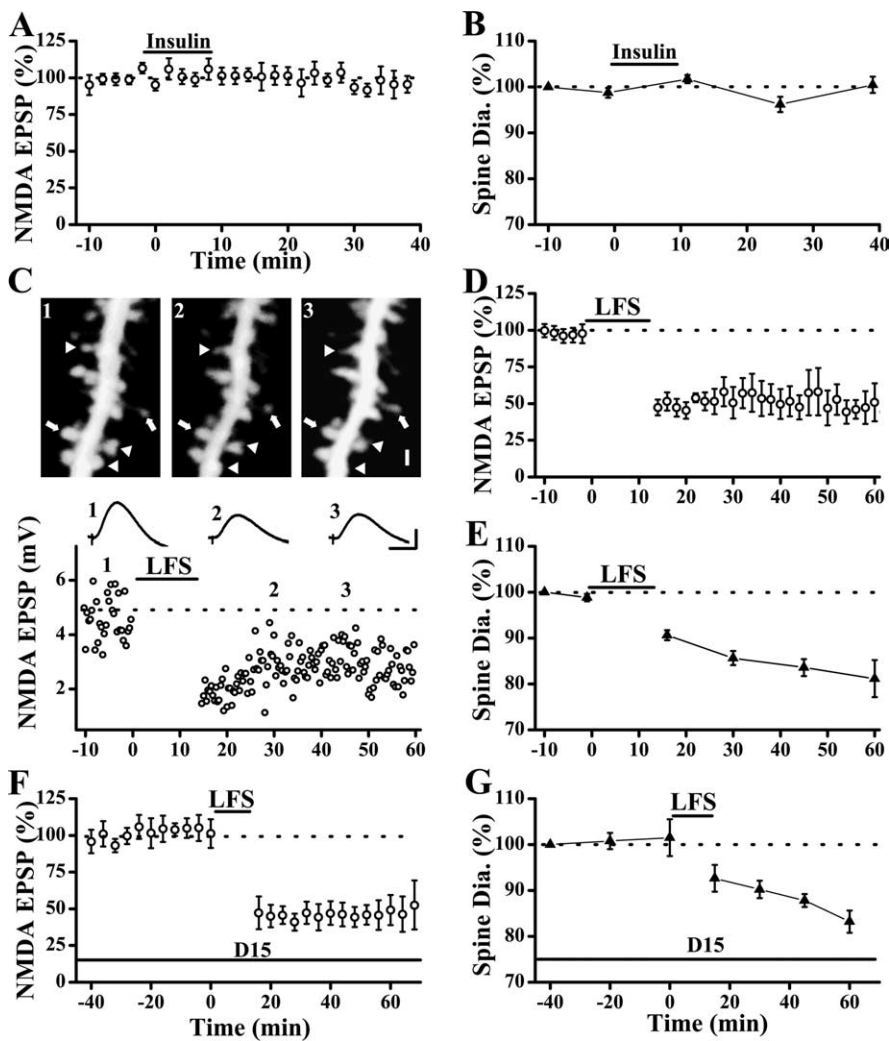 A
NMDA EPSP (%)
125
100
75
50
25
0
Insulin
-10 0 10 20 30 40
Time (min)
B
Spine Dia. (%)
110
100
90
80
70
Insulin
-10 0 10 20 30 40
Time (min)
C
1 2 3
1 2 3
NMDA EPSP (mV)
6
4
2
1 LFS 2 3
-10 0 10 20 30 40 50 60
D
NMDA EPSP (%)
125
100
75
50
25
0
LFS
-10 0 10 20 30 40 50 60
E
Spine Dia. (%)
110
100
90
80
70
LFS
-10 0 10 20 30 40 50 60
F
NMDA EPSP (%)
125
100
75
50
25
0
LFS
D15
-40 -20 0 20 40 60
Time (min)
G
Spine Dia. (%)
110
100
90
80
70
LFS
D15
-40 -20 0 20 40 60
Time (min)